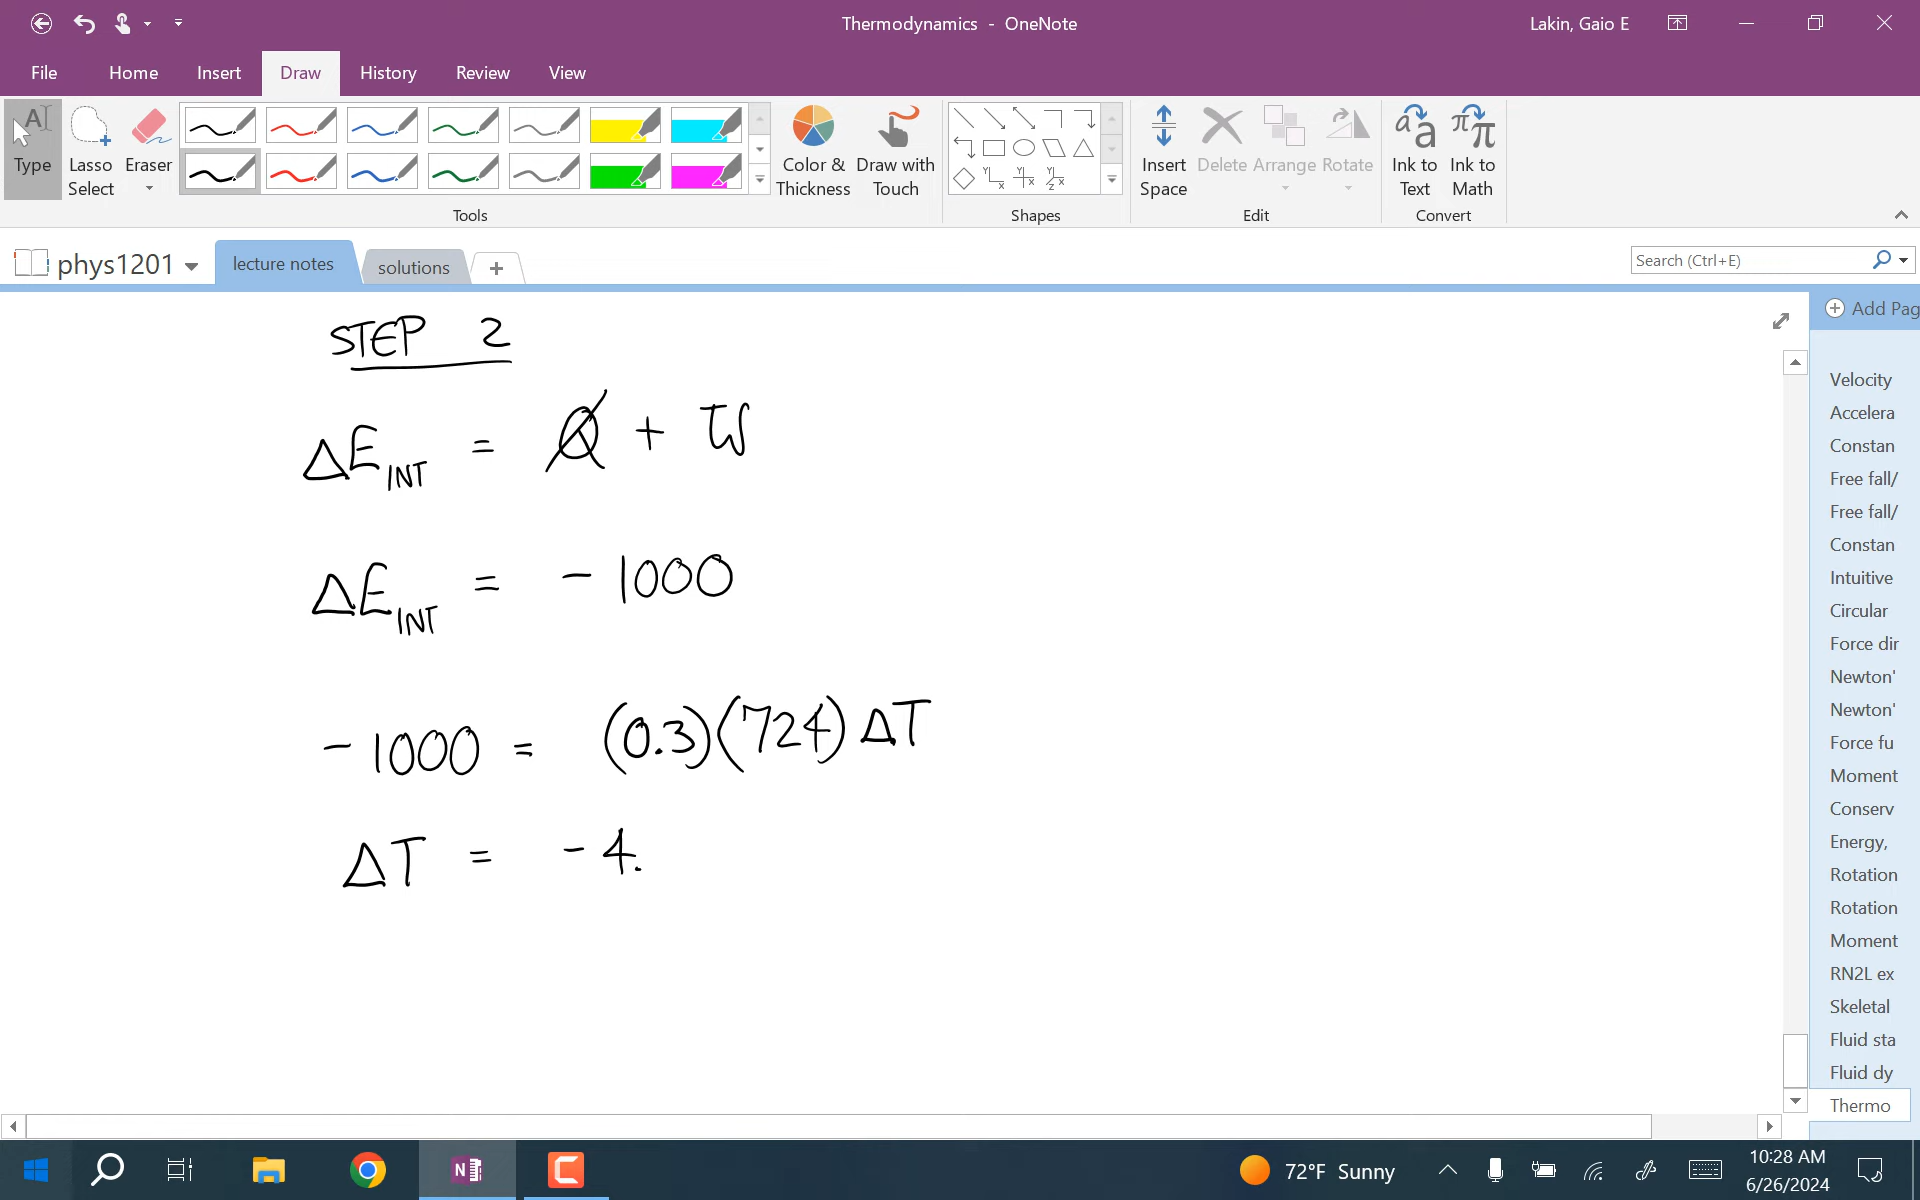 Thermodynamics - OneNote
Lakin, Gaio E
File Home Insert Draw History Review View
Type
Lasso Select
Eraser
Color & Thickness
Draw with Touch
Insert Space
Delete
Arrange
Rotate
Ink to Text
Ink to Math
Tools
Shapes
Edit
Convert
phys1201
lecture notes
solutions
Search (Ctrl+E)
STEP 2
ΔE_INT = Q + W
ΔE_INT = - 1000
- 1000 = (0.3)(724) ΔT
ΔT = - 4.
Add Pag
Velocity
Accelera
Constan
Free fall/
Free fall/
Constan
Intuitive
Circular
Force dir
Newton'
Newton'
Force fu
Moment
Conserv
Energy,
Rotation
Rotation
Moment
RN2L ex
Skeletal
Fluid sta
Fluid dy
Thermo
72°F Sunny
10:28 AM
6/26/2024